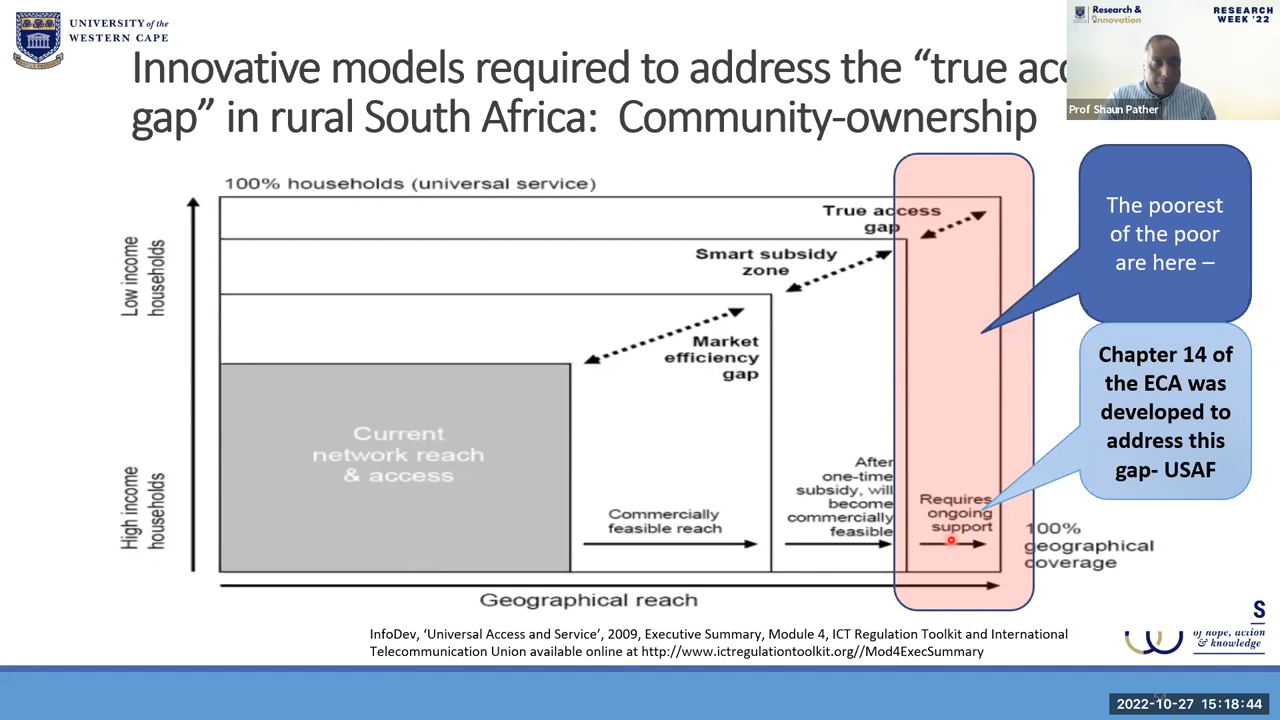 UNIVERSITY of the
WESTERN CAPE
Research &
Innovation
RESEARCH
WEEK '22
Prof Shaun Pather
Innovative models required to address the “true acc
gap” in rural South Africa: Community-ownership
100% households (universal service)
Low income
households
High income
households
True access
gap
Smart subsidy
zone
Market
efficiency
gap
Current
network reach
& access
Commercially
feasible reach
After
one-time
subsidy, will
become
commercially
feasible
Requires
ongoing
support
100%
geographical
coverage
Geographical reach
The poorest
of the poor
are here –
Chapter 14 of
the ECA was
developed to
address this
gap- USAF
InfoDev, ‘Universal Access and Service’, 2009, Executive Summary, Module 4, ICT Regulation Toolkit and International
Telecommunication Union available online at http://www.ictregulationtoolkit.org//Mod4ExecSummary
S
of hope, action
& knowledge
2022-10-27 15:18:44